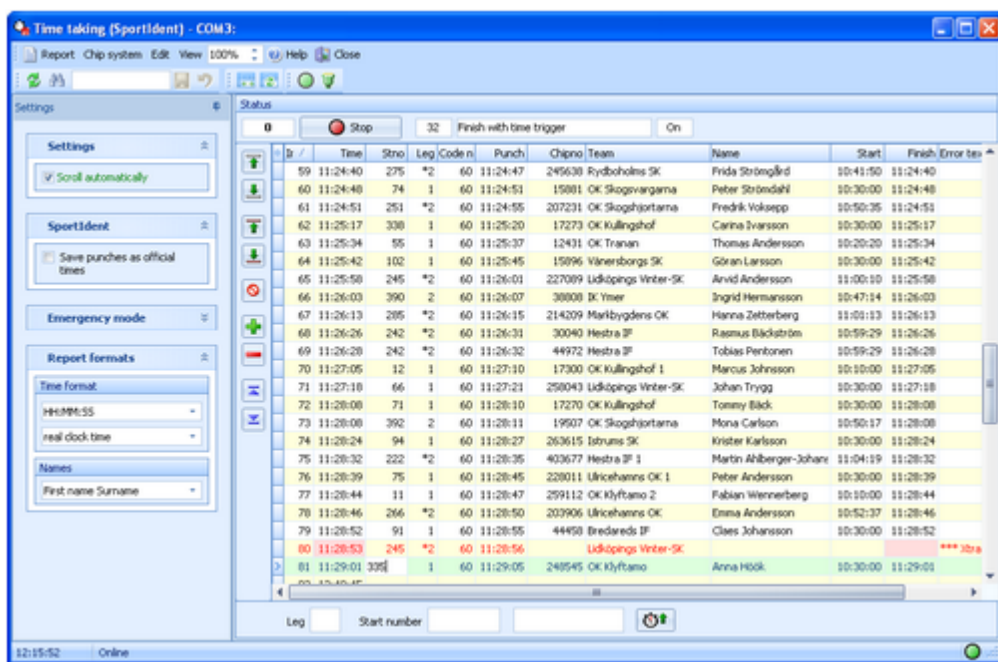 Time taking (SportIdent) - COM3:
Report Chip system Edit View 100% Help Close
Settings
Status
0 Stop 32 Finish with time trigger On
Settings
Scroll automatically
SportIdent
Save punches as official
times
Emergency mode
Report formats
Time format
HH:MM:SS
real clock time
Names
First name Surname
Time Stno Leg Code n Punch Chipno Team Name Start Finish Error tex
59 11:24:40 275 *2 60 11:24:47 245638 Rydboholms SK Frida Strömgård 10:41:50 11:24:40
60 11:24:48 74 1 60 11:24:51 15881 OK Skogsvargarna Peter Strömdahl 10:30:00 11:24:48
61 11:24:51 251 *2 60 11:24:55 207231 OK Skogshjortarna Fredrik Voksepp 10:50:35 11:24:51
62 11:25:17 338 1 60 11:25:20 17273 OK Kullingshof Carina Ivarsson 10:30:00 11:25:17
63 11:25:34 55 1 60 11:25:37 12431 OK Tranan Thomas Andersson 10:20:20 11:25:34
64 11:25:42 102 1 60 11:25:45 15896 Vänersborgs SK Göran Larsson 10:30:00 11:25:42
65 11:25:58 245 *2 60 11:26:01 227089 Lidköpings Vinter-SK Arvid Andersson 11:00:10 11:25:58
66 11:26:03 390 2 60 11:26:07 38808 IK Ymer Ingrid Hermansson 10:47:14 11:26:03
67 11:26:13 285 *2 60 11:26:15 214209 Markbygdens OK Hanna Zetterberg 11:01:13 11:26:13
68 11:26:26 242 *2 60 11:26:31 30040 Hestra IF Rasmus Bäckström 10:59:29 11:26:26
69 11:26:28 242 *2 60 11:26:32 44972 Hestra IF Tobias Pentonen 10:59:29 11:26:28
70 11:27:05 12 1 60 11:27:10 17300 OK Kullingshof 1 Marcus Johnsson 10:10:00 11:27:05
71 11:27:18 66 1 60 11:27:21 258043 Lidköpings Vinter-SK Johan Trygg 10:30:00 11:27:18
72 11:28:08 71 1 60 11:28:10 17270 OK Kullingshof Tommy Bäck 10:30:00 11:28:08
73 11:28:08 392 2 60 11:28:11 19507 OK Skogshjortarna Mona Carlson 10:50:17 11:28:08
74 11:28:24 94 1 60 11:28:27 263615 Istrums SK Krister Karlsson 10:30:00 11:28:24
75 11:28:32 222 *2 60 11:28:35 403677 Hestra IF 1 Martin Ahlberger-Johans 11:04:19 11:28:32
76 11:28:39 75 1 60 11:28:45 228011 Ulricehamns OK 1 Peter Andersson 10:30:00 11:28:39
77 11:28:44 11 1 60 11:28:47 259112 OK Klyftamo 2 Fabian Wennerberg 10:10:00 11:28:44
78 11:28:46 266 *2 60 11:28:50 203906 Ulricehamns OK Emma Andersson 10:52:37 11:28:46
79 11:28:52 91 1 60 11:28:55 44458 Bredareds IF Claes Johansson 10:30:00 11:28:52
80 11:28:53 245 *2 60 11:28:56 Lidköpings Vinter-SK *** Xtra
81 11:29:01 335 1 60 11:29:05 248545 OK Klyftamo Anna Höök 10:30:00 11:29:01
Leg Start number
12:15:52 Online